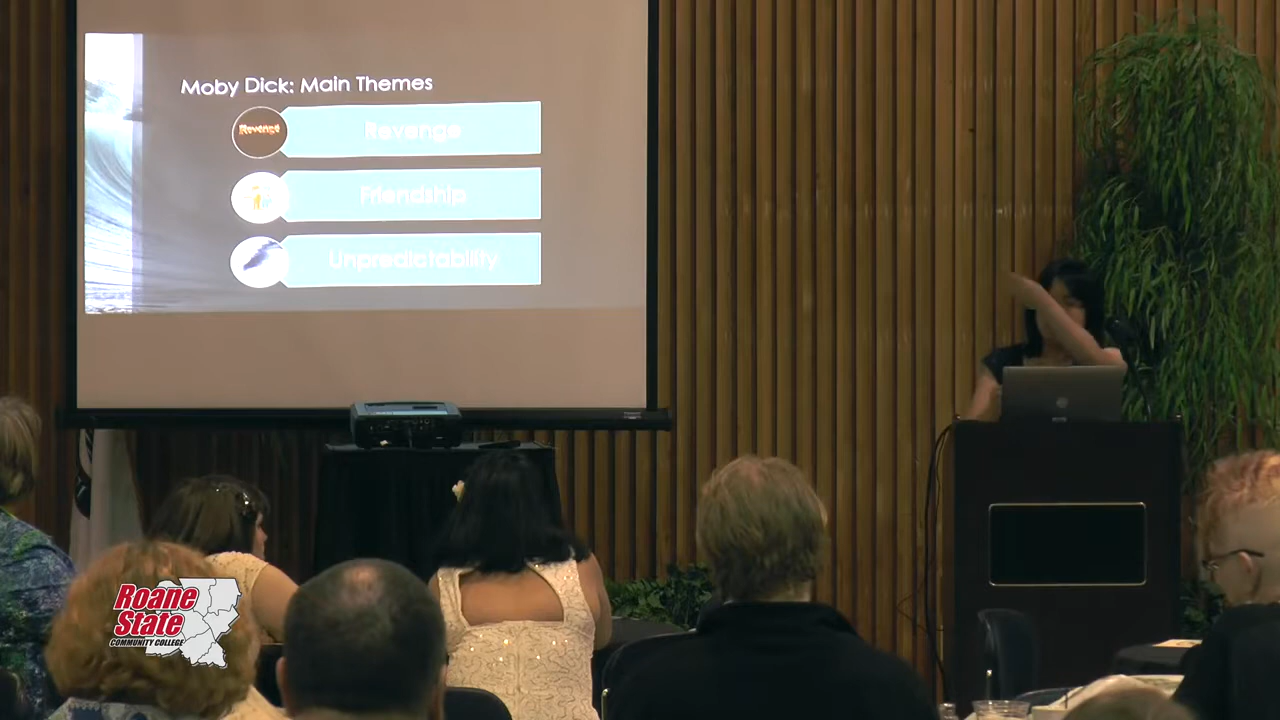 Moby Dick: Main Themes
Revenge
Revenge
Friendship
Unpredictability
Roane
State
COMMUNITY COLLEGE